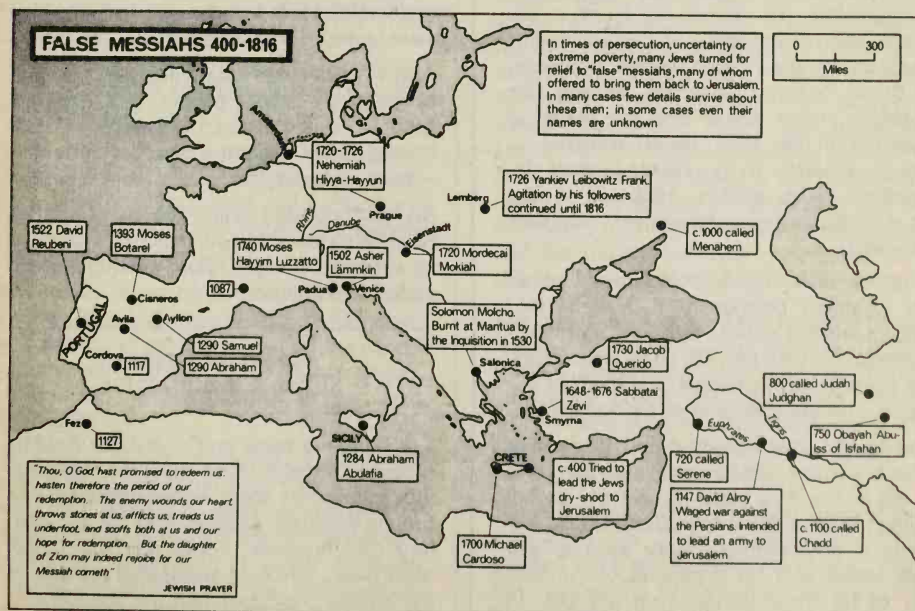 FALSE MESSIAHS 400-1816
In times of persecution, uncertainty or
extreme poverty, many Jews turned for
relief to "false" messiahs, many of whom
offered to bring them back to Jerusalem.
In many cases few details survive about
these men; in some cases even their
names are unknown
0 300
Miles
Amsterdam
1720-1726
Nehemiah
Hiyya-Hayyun
Prague
Lemberg
1726 Yankiev Leibowitz Frank.
Agitation by his followers
continued until 1816
Rhine
Danube
Eisenstadt
c.1000 called
Menahem
1522 David
Reubeni
1393 Moses
Botarel
1740 Moses
Hayyim Luzzatto
1502 Asher
Lämmkin
1720 Mordecai
Mokiah
1087
Padua
Venice
Cisneros
PORTUGAL
Avila
Ayllon
Solomon Molcho.
Burnt at Mantua by
the Inquisition in 1530
1290 Samuel
1290 Abraham
Cordova
1117
Salonica
1730 Jacob
Querido
1648-1676 Sabbatai
Zevi
Smyrna
800 called Judah
Judghan
750 Obayah Abu-
Iss of Isfahan
Euphrates
Tigris
Fez
1127
SICILY
1284 Abraham
Abulafia
CRETE
c.400 Tried to
lead the Jews
dry-shod to
Jerusalem
720 called
Serene
1147 David Alroy
Waged war against
the Persians. Intended
to lead an army to
Jerusalem
c.1100 called
Chadd
1700 Michael
Cardoso
"Thou, O God, hast promised to redeem us:
hasten therefore the period of our
redemption. The enemy wounds our heart,
throws stones at us, afflicts us, treads us
underfoot, and scoffs both at us and our
hope for redemption. But the daughter
of Zion may indeed rejoice for our
Messiah cometh"
JEWISH PRAYER